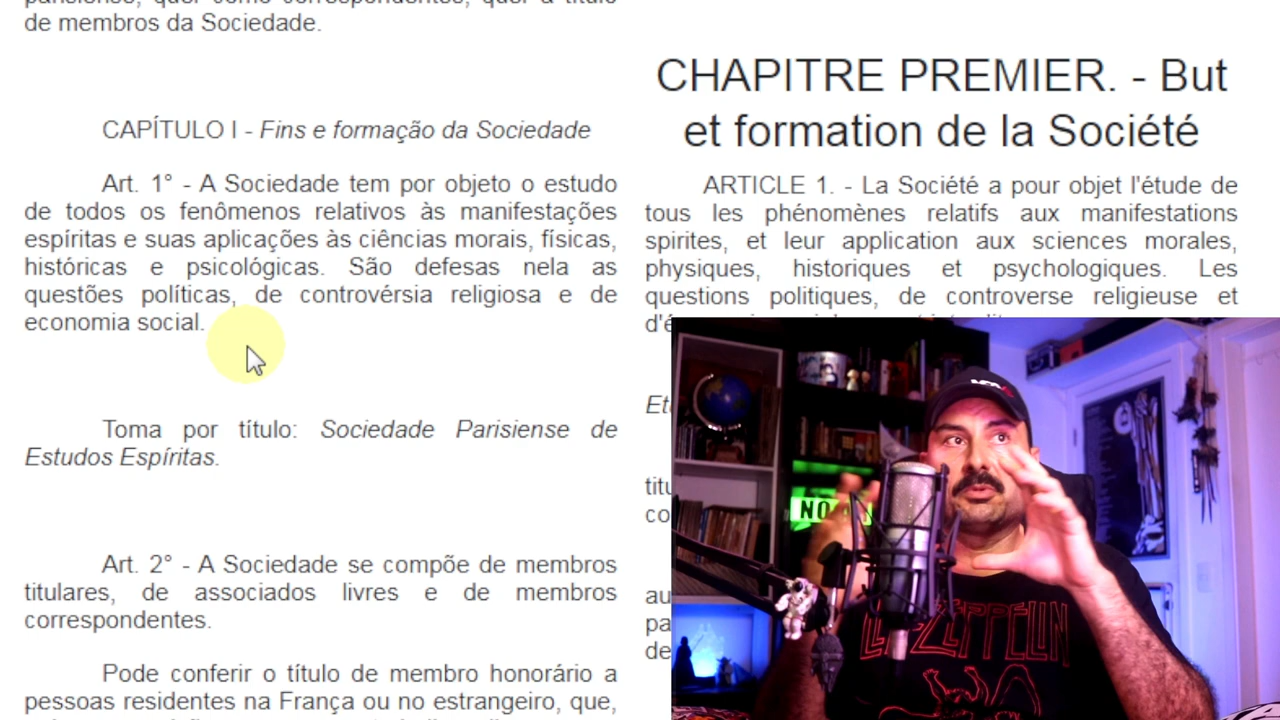 de membros da Sociedade.
CAPÍTULO I - Fins e formação da Sociedade
Art. 1° - A Sociedade tem por objeto o estudo
de todos os fenômenos relativos às manifestações
espíritas e suas aplicações às ciências morais, físicas,
históricas e psicológicas. São defesas nela as
questões políticas, de controvérsia religiosa e de
economia social.
Toma por título: Sociedade Parisiense de
Estudos Espíritas.
Art. 2° - A Sociedade se compõe de membros
titulares, de associados livres e de membros
correspondentes.
Pode conferir o título de membro honorário a
pessoas residentes na França ou no estrangeiro, que,
CHAPITRE PREMIER. - But
et formation de la Société
ARTICLE 1. - La Société a pour objet l'étude de
tous les phénomènes relatifs aux manifestations
spirites, et leur application aux sciences morales,
physiques, historiques et psychologiques. Les
questions politiques, de controverse religieuse et
LED ZEPPELIN